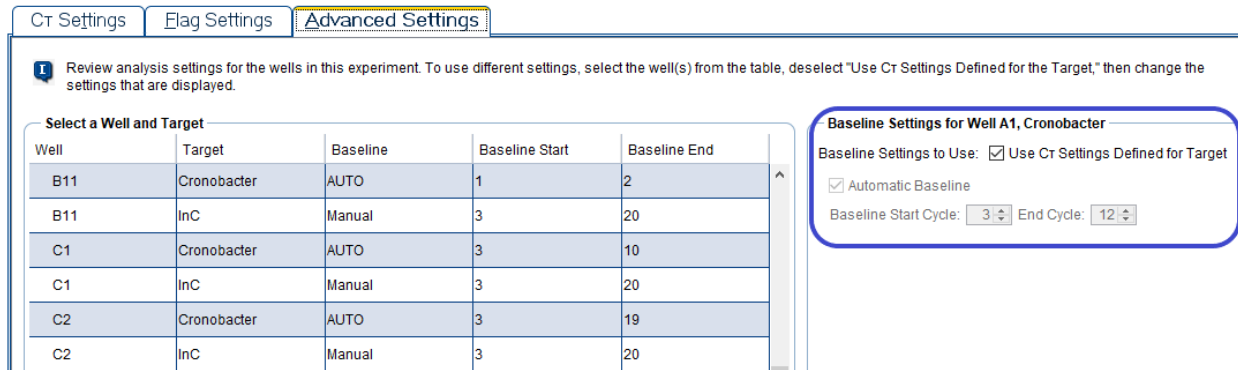 Cᴛ Settings Flag Settings Advanced Settings
Review analysis settings for the wells in this experiment. To use different settings, select the well(s) from the table, deselect "Use Cᴛ Settings Defined for the Target," then change the
settings that are displayed.
Select a Well and Target
Well Target Baseline Baseline Start Baseline End
B11 Cronobacter AUTO 1 2
B11 InC Manual 3 20
C1 Cronobacter AUTO 3 10
C1 InC Manual 3 20
C2 Cronobacter AUTO 3 19
C2 InC Manual 3 20
Baseline Settings for Well A1, Cronobacter
Baseline Settings to Use: Use Cᴛ Settings Defined for Target
Automatic Baseline
Baseline Start Cycle: 3 End Cycle: 12